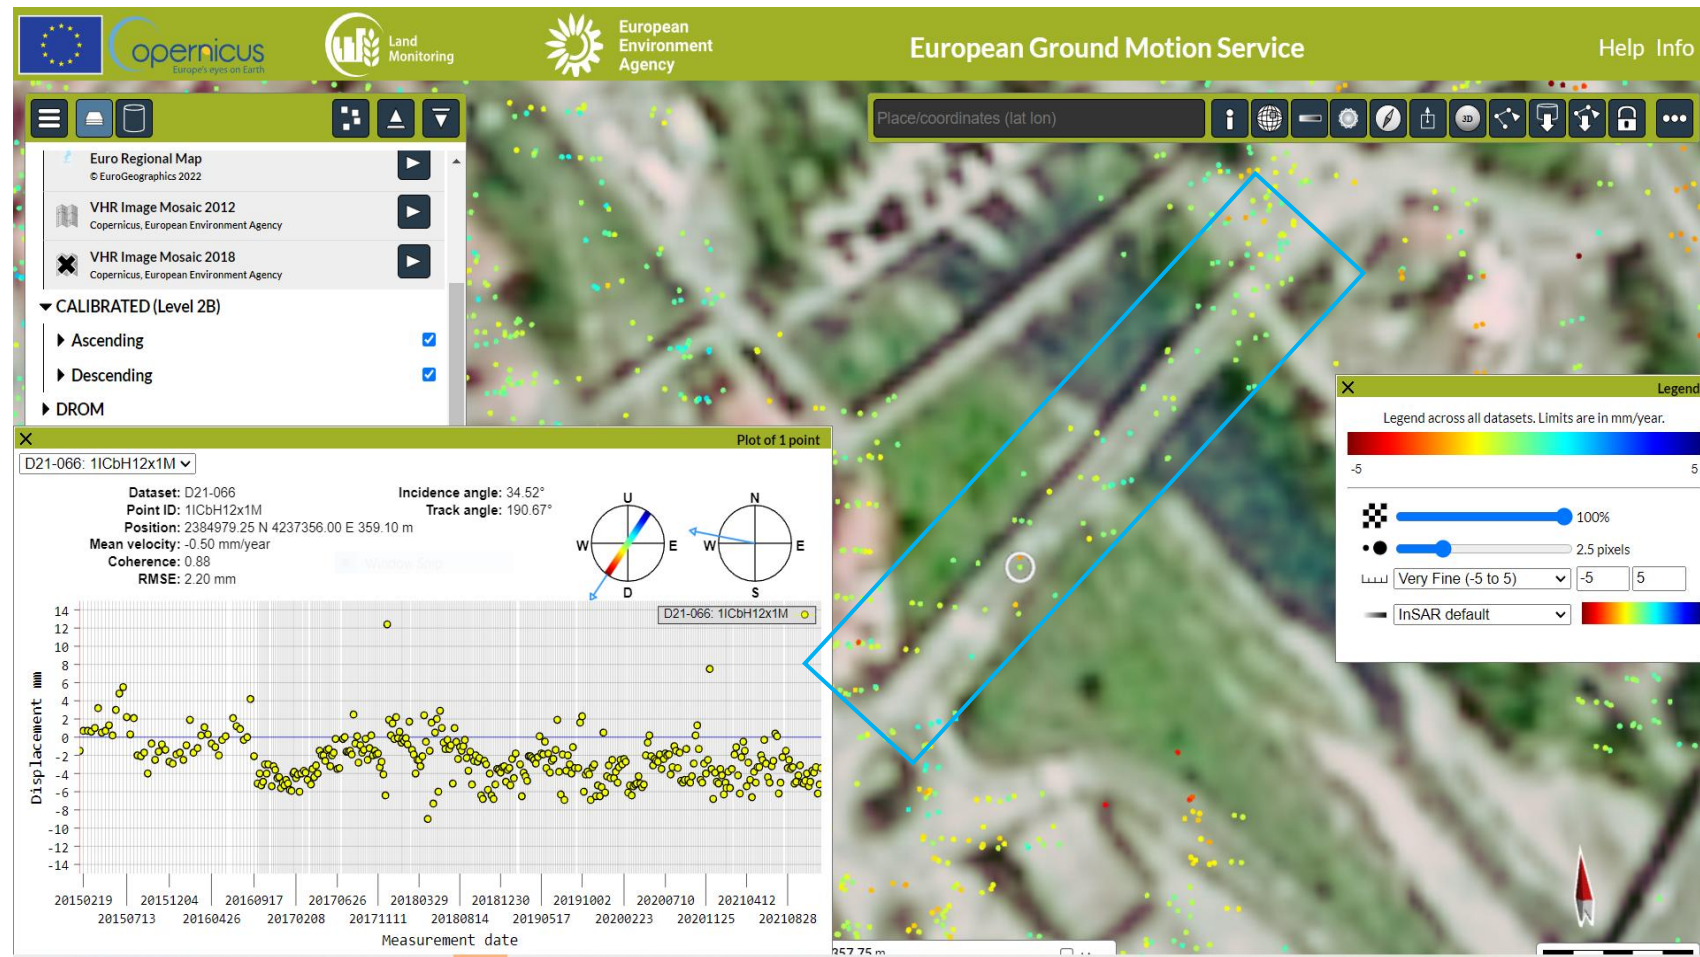 opernicus
Europe's eyes on Earth
Land
Monitoring
European
Environment
Agency
European Ground Motion Service
Help Info
Place/coordinates (lat lon)
i
3D
Euro Regional Map
© EuroGeographics 2022
VHR Image Mosaic 2012
Copernicus, European Environment Agency
VHR Image Mosaic 2018
Copernicus, European Environment Agency
CALIBRATED (Level 2B)
Ascending
Descending
DROM
Plot of 1 point
D21-066: 1ICbH12x1M
Dataset: D21-066
Point ID: 1ICbH12x1M
Position: 2384979.25 N 4237356.00 E 359.10 m
Mean velocity: -0.50 mm/year
Coherence: 0.88
RMSE: 2.20 mm
Incidence angle: 34.52°
Track angle: 190.67°
U
W E
D
N
W E
S
D21-066: 1ICbH12x1M
14
12
10
8
6
4
2
0
-2
-4
-6
-8
-10
-12
-14
Displacement mm
20150219 20151204 20160917 20170626 20180329 20181230 20191002 20200710 20210412
20150713 20160426 20170208 20171111 20180814 20190517 20200223 20201125 20210828
Measurement date
Legend
Legend across all datasets. Limits are in mm/year.
-5 5
100%
2.5 pixels
Very Fine (-5 to 5) -5 5
InSAR default
357.75 m